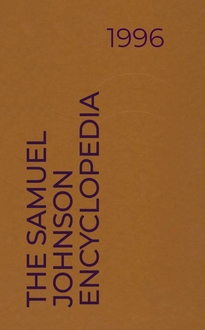 1996
THE SAMUEL
JOHNSON
ENCYCLOPEDIA